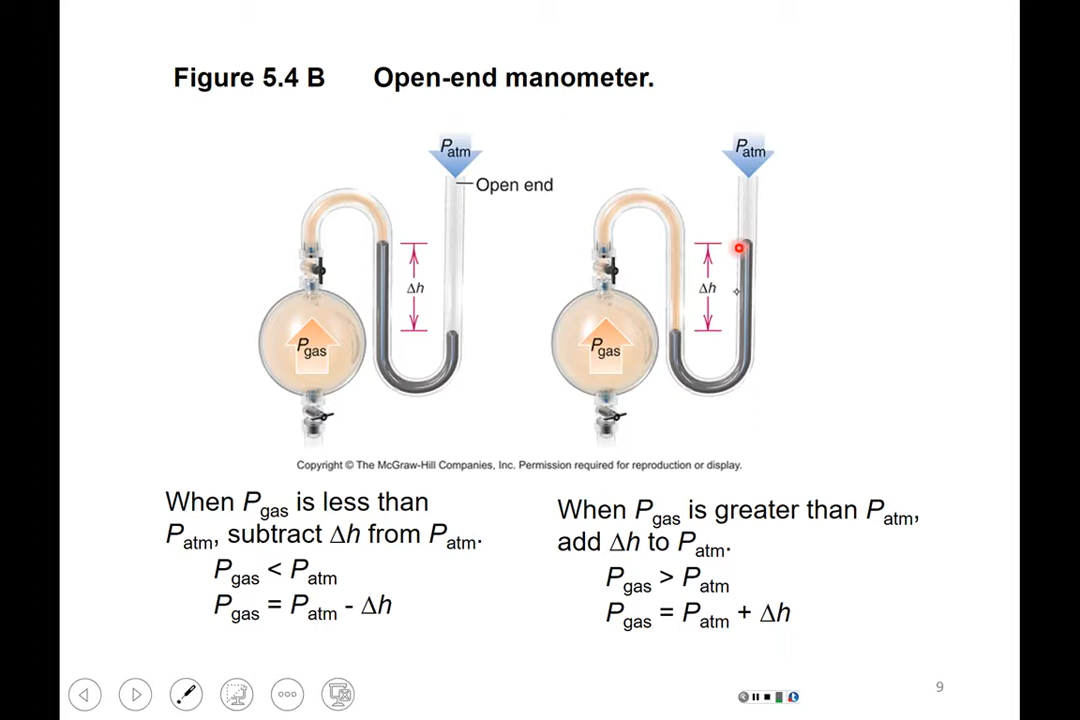 Figure 5.4 B Open-end manometer.
Patm
Open end
Δh
Pgas
Patm
Δh
Pgas
Copyright © The McGraw-Hill Companies, Inc. Permission required for reproduction or display.
When Pgas is less than
Patm, subtract Δh from Patm.
Pgas < Patm
Pgas = Patm - Δh
When Pgas is greater than Patm,
add Δh to Patm.
Pgas > Patm
Pgas = Patm + Δh
9